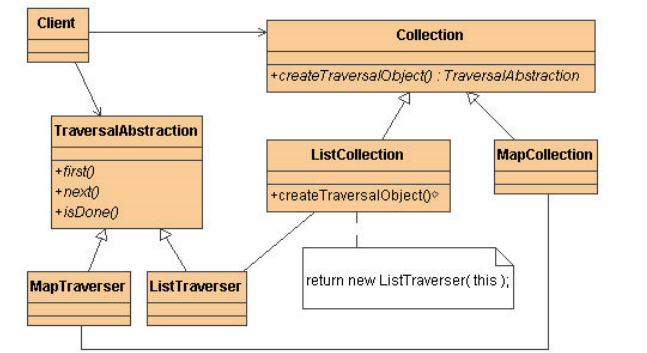 Client
Collection
+createTraversalObject() : TraversalAbstraction
TraversalAbstraction
+first()
+next()
+isDone()
ListCollection
+createTraversalObject()
MapCollection
return new ListTraverser( this );
MapTraverser
ListTraverser